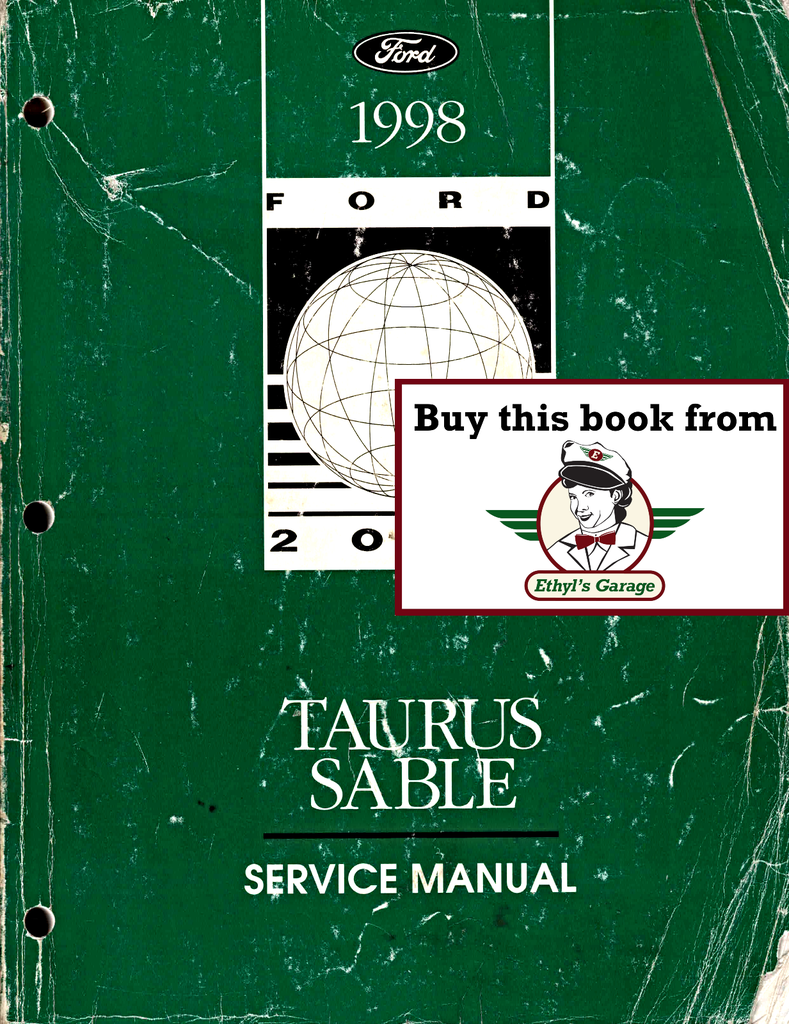 Ford
1998
F O R D
Buy this book from
E
2 0
Ethyl's Garage
TAURUS
SABLE
SERVICE MANUAL